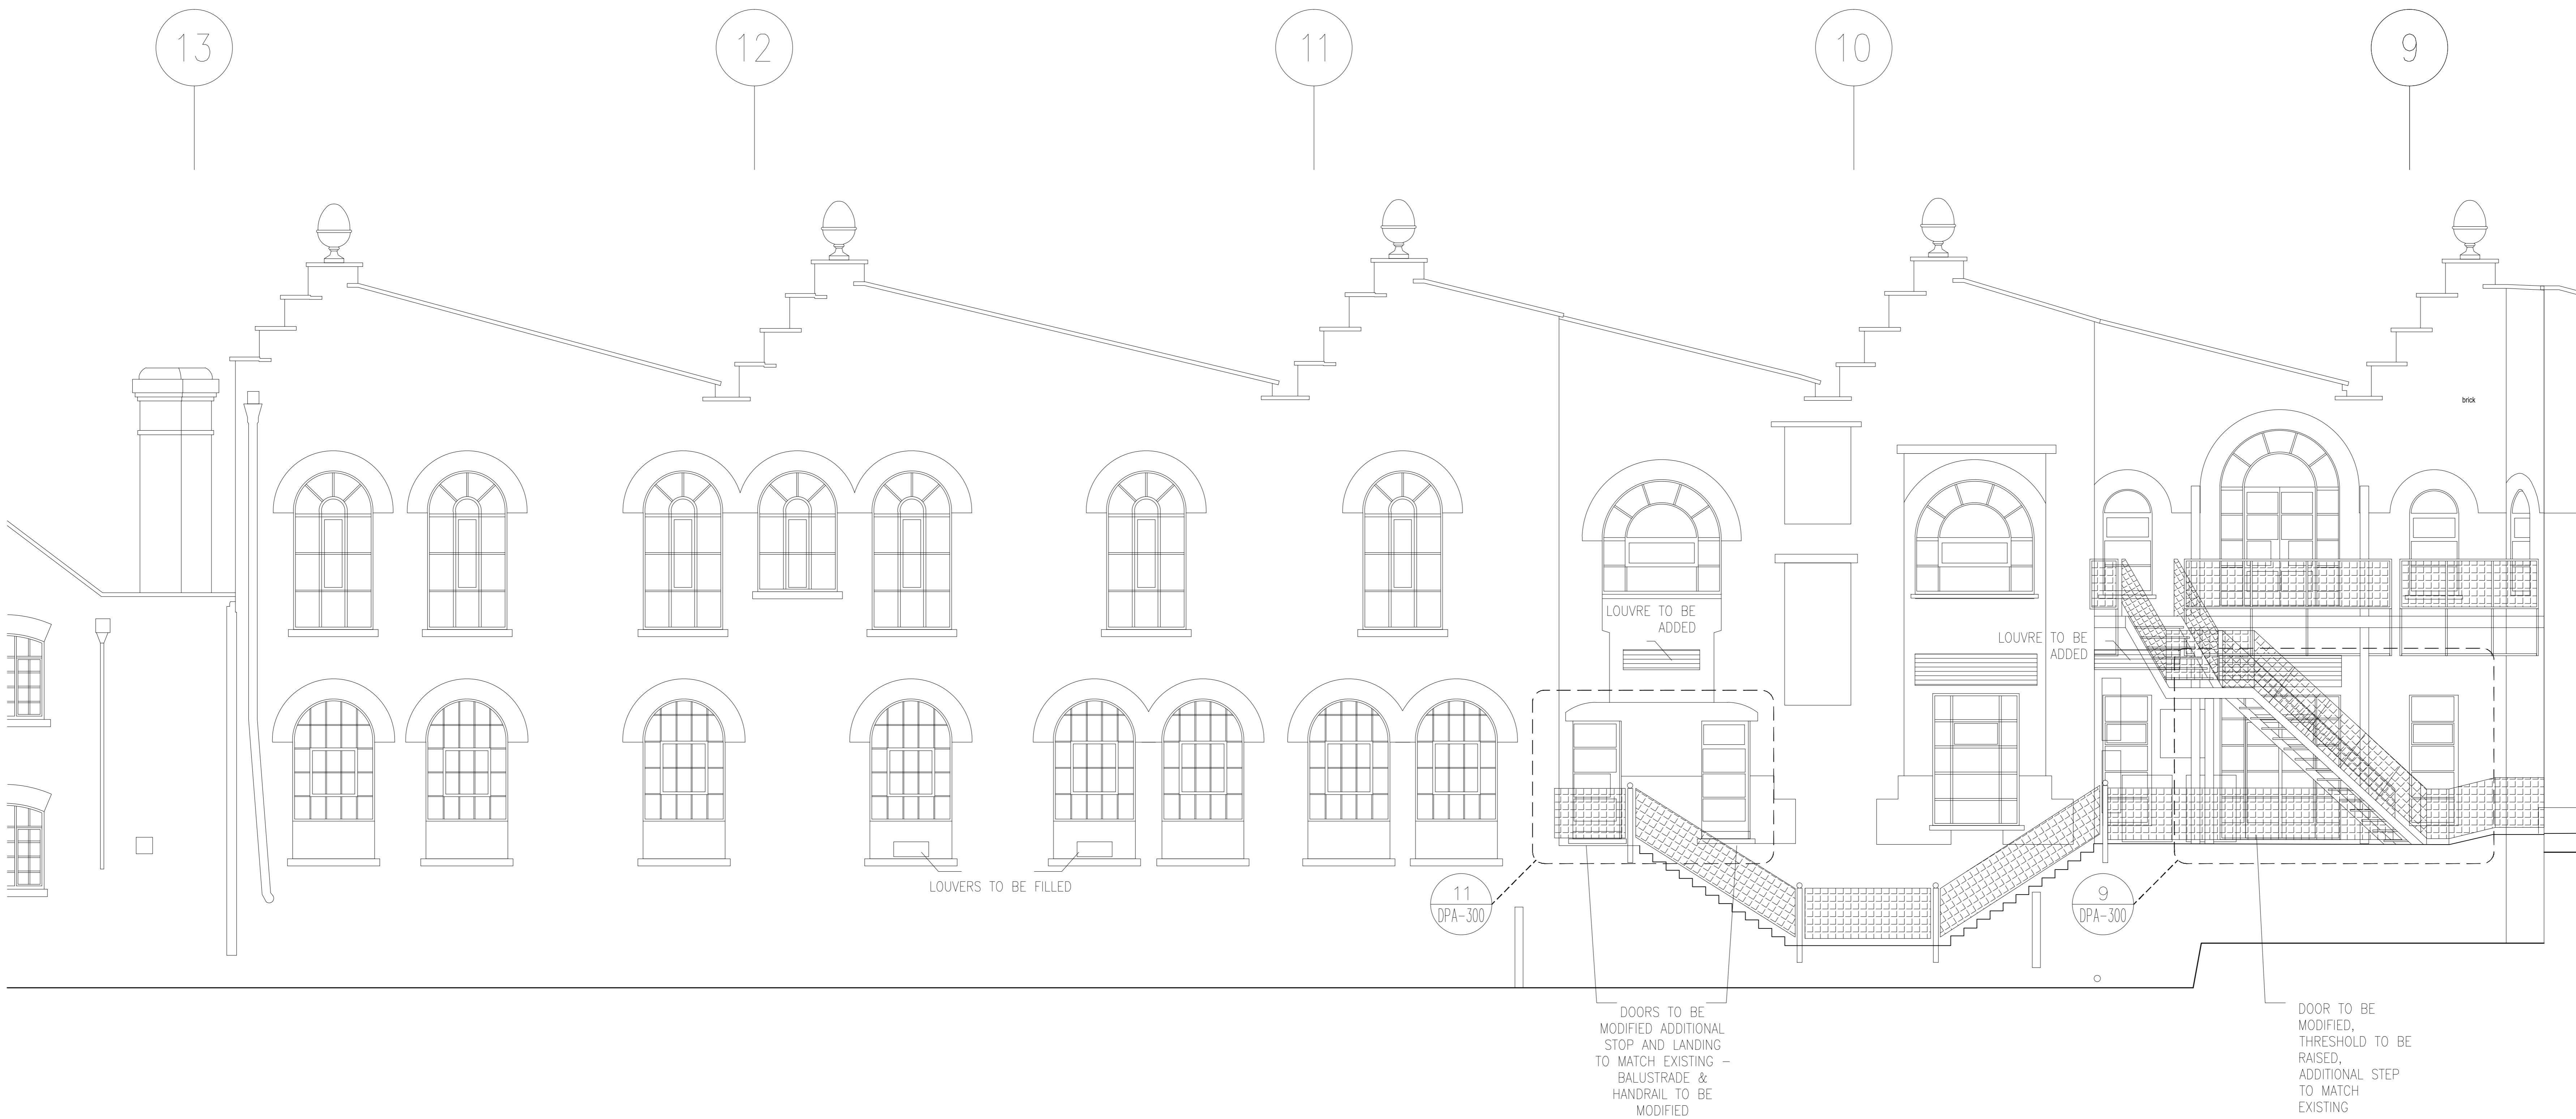 13
12
11
10
9
brick
LOUVRE TO BE
ADDED
LOUVRE TO BE
ADDED
LOUVERS TO BE FILLED
11
DPA-300
9
DPA-300
DOORS TO BE
MODIFIED ADDITIONAL
STOP AND LANDING
TO MATCH EXISTING –
BALUSTRADE &
HANDRAIL TO BE
MODIFIED
DOOR TO BE
MODIFIED,
THRESHOLD TO BE
RAISED,
ADDITIONAL STEP
TO MATCH
EXISTING